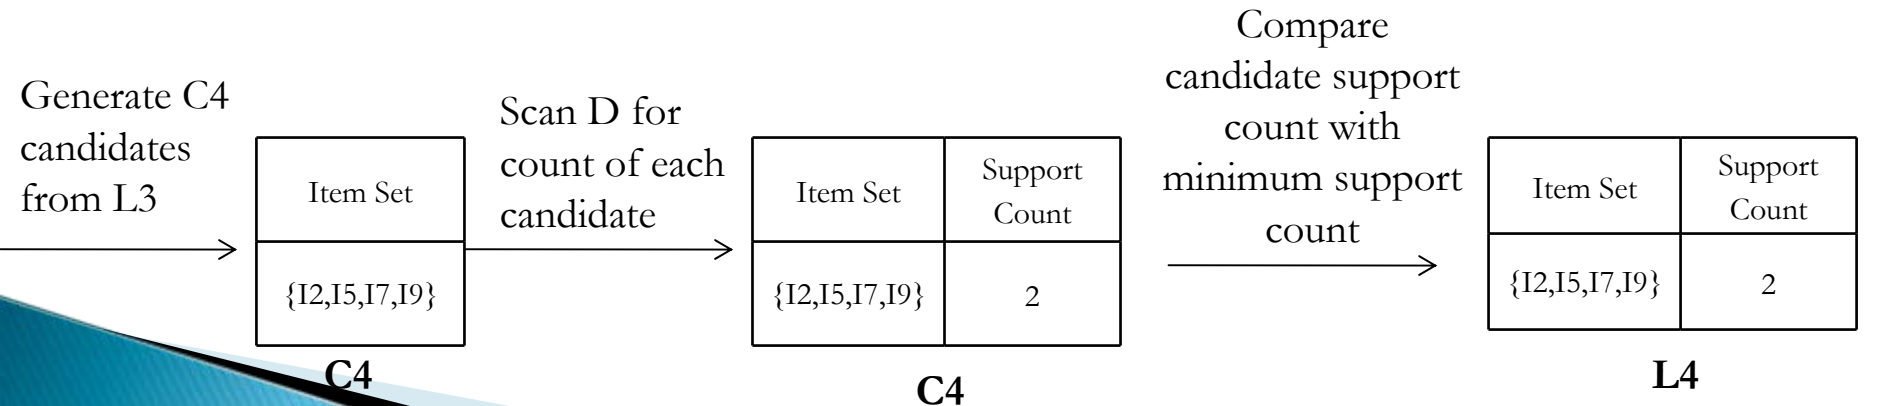 Generate C4
candidates
from L3
Item Set
{I2,I5,I7,I9}
C4
Scan D for
count of each
candidate
Item Set
Support
Count
{I2,I5,I7,I9}
2
C4
Compare
candidate support
count with
minimum support
count
Item Set
Support
Count
{I2,I5,I7,I9}
2
L4